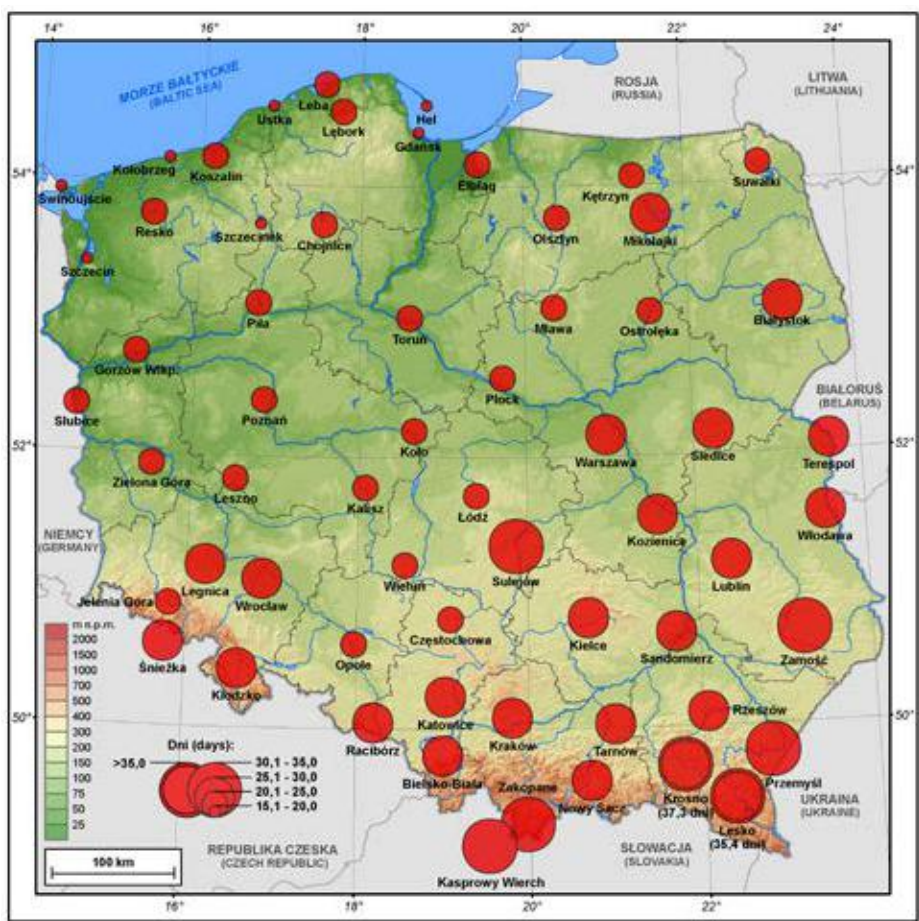 14° 16° 18° 20° 22° 24°
MORZE BAŁTYCKIE
(BALTIC SEA)
ROSJA
(RUSSIA)
LITWA
(LITHUANIA)
Łeba
Ustka
Lębork
Hel
Gdańsk
54°
54°
Kołobrzeg
Koszalin
Elbląg
Kętrzyn
Suwałki
Świnoujście
Resko
Szczecinek
Chojnice
Olsztyn
Mikołajki
Szczecin
Piła
Toruń
Mława
Ostrołęka
Białystok
Gorzów Wlkp.
Płock
BIAŁORUŚ
(BELARUS)
Słubice
Poznań
Koło
Warszawa
Siedlce
Terespol
52°
52°
Zielona Góra
Leszno
Kalisz
Łódź
Kozienice
Włodawa
NIEMCY
(GERMANY)
Legnica
Wrocław
Wieluń
Sulejów
Lublin
Jelenia Góra
Śnieżka
Kłodzko
Opole
Częstochowa
Kielce
Sandomierz
Zamość
m n.p.m.
2000
1500
1000
700
500
400
300
200
150
100
75
50
25
50°
50°
Racibórz
Katowice
Kraków
Tarnów
Rzeszów
Bielsko-Biała
Zakopane
Nowy Sącz
Krosno
(37,3 dni)
Przemyśl
Lesko
(35,4 dni)
Kasprowy Wierch
Dni (days):
>35,0
30,1 - 35,0
25,1 - 30,0
20,1 - 25,0
15,1 - 20,0
UKRAINA
(UKRAINE)
REPUBLIKA CZESKA
(CZECH REPUBLIC)
SŁOWACJA
(SLOVAKIA)
100 km
16° 18° 20° 22°